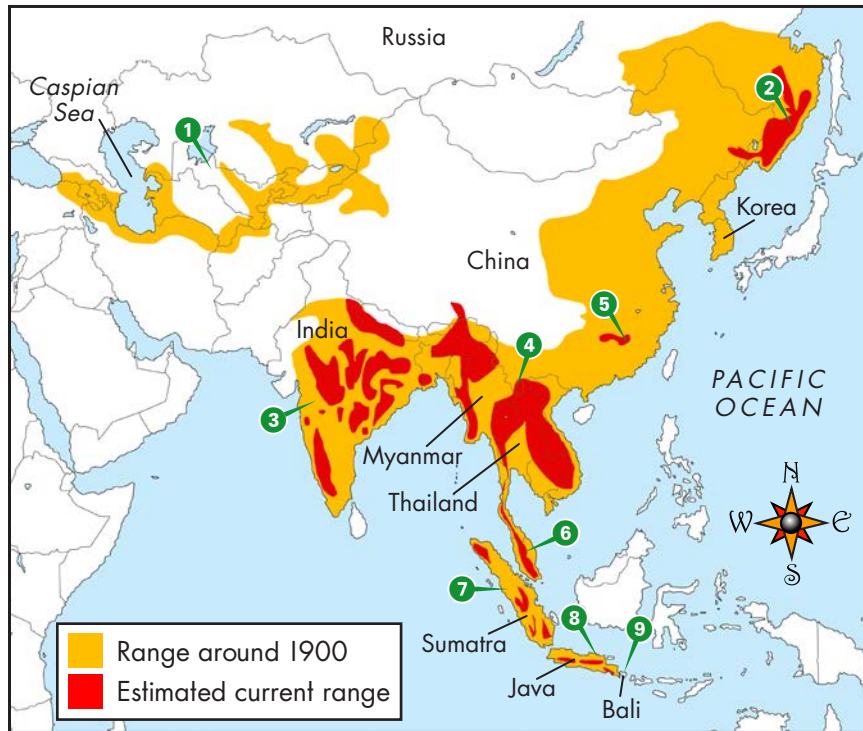 Russia
Caspian
Sea
1
2
Korea
China
5
India
4
PACIFIC
OCEAN
3
Myanmar
Thailand
N
W
E
S
6
7
8
9
Sumatra
Java
Bali
Range around 1900
Estimated current range